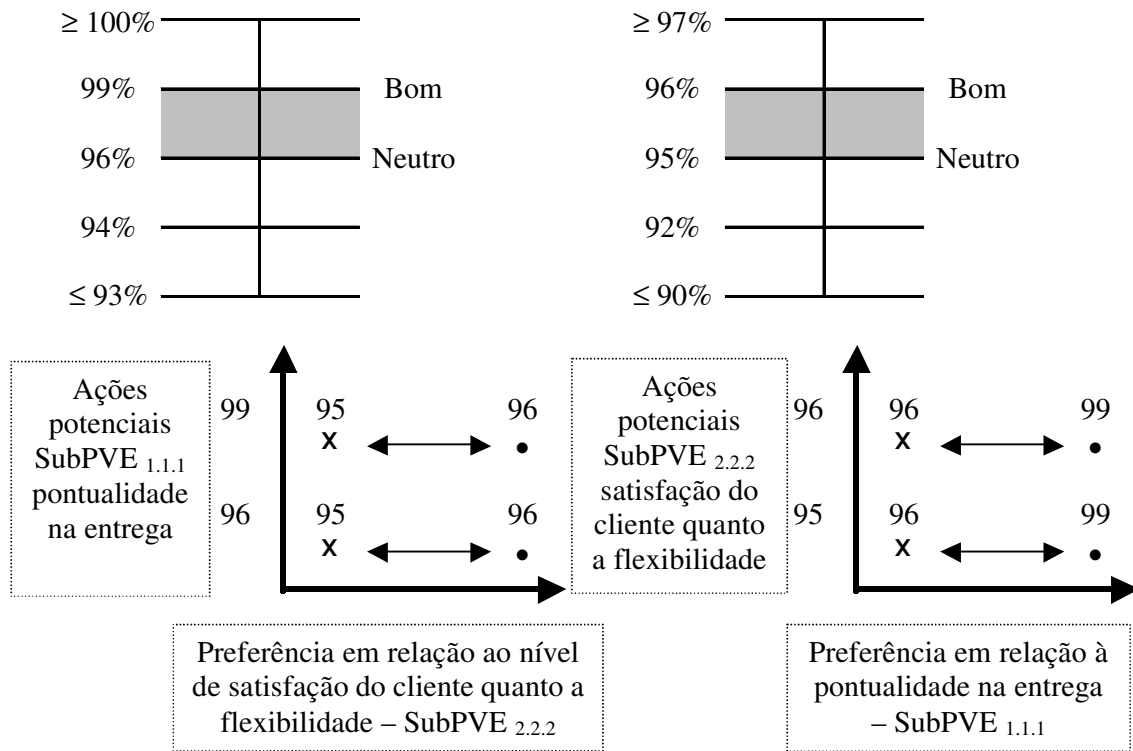 ≥ 100%
99%
Bom
96%
Neutro
94%
≤ 93%
≥ 97%
96%
Bom
95%
Neutro
92%
≤ 90%
Ações
potenciais
SubPVE 1.1.1
pontualidade
na entrega
99
95
96
x
96
95
96
x
Preferência em relação ao nível
de satisfação do cliente quanto a
flexibilidade – SubPVE 2.2.2
Ações
potenciais
SubPVE 2.2.2
satisfação do
cliente quanto
a flexibilidade
96
96
99
x
95
96
99
x
Preferência em relação à
pontualidade na entrega
– SubPVE 1.1.1